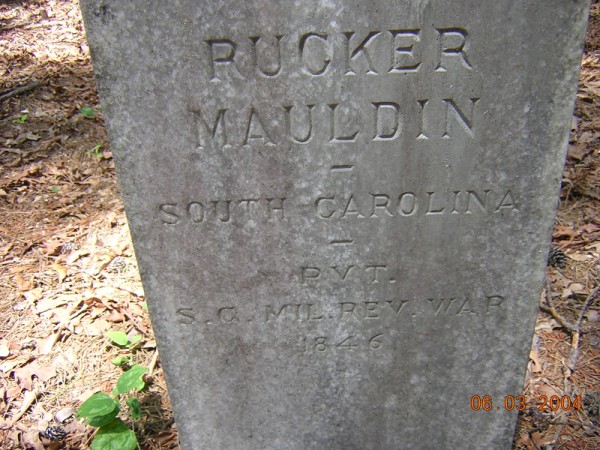 RUCKER
MAULDIN
—
SOUTH CAROLINA
—
PVT.
S.C. MIL. REV. WAR
1846
06.03.2004